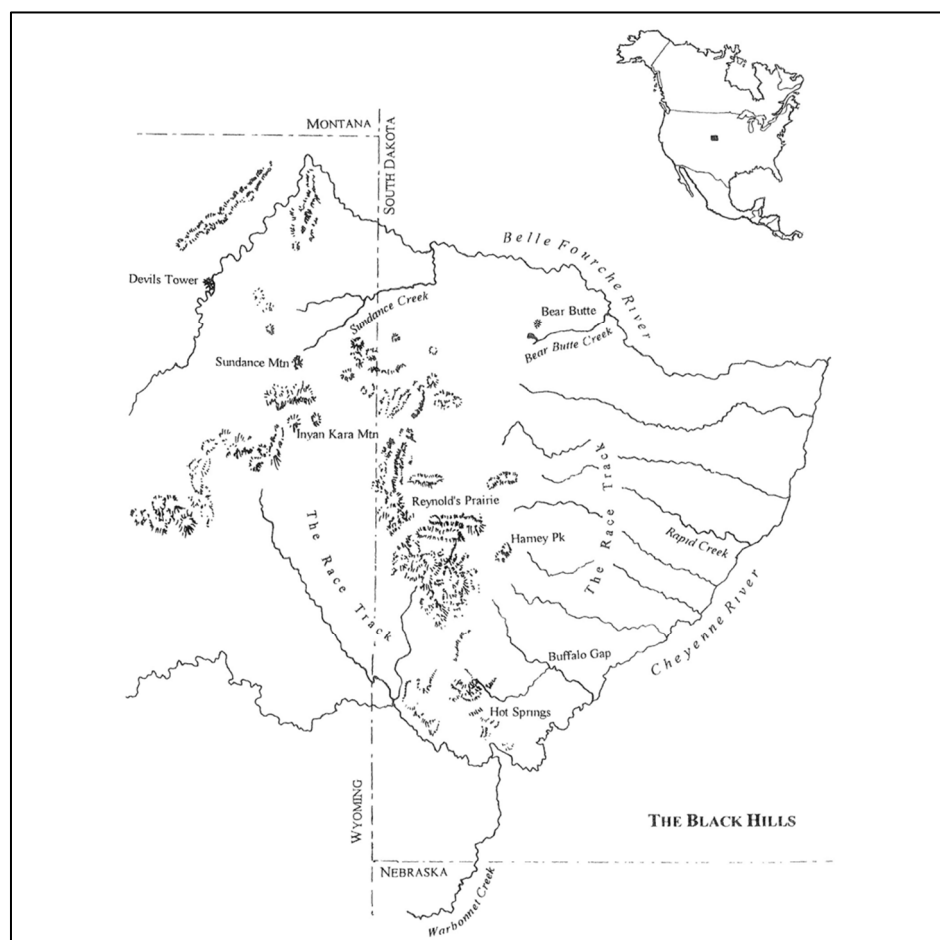 MONTANA
SOUTH DAKOTA
Belle Fourche River
Devils Tower
Bear Butte
Sundance Creek
Bear Butte Creek
Sundance Mtn
Inyan Kara Mtn
Reynold's Prairie
The Race Track
The Race Track
Rapid Creek
Harney Pk
Cheyenne River
Buffalo Gap
Hot Springs
WYOMING
THE BLACK HILLS
NEBRASKA
Warbonnet Creek